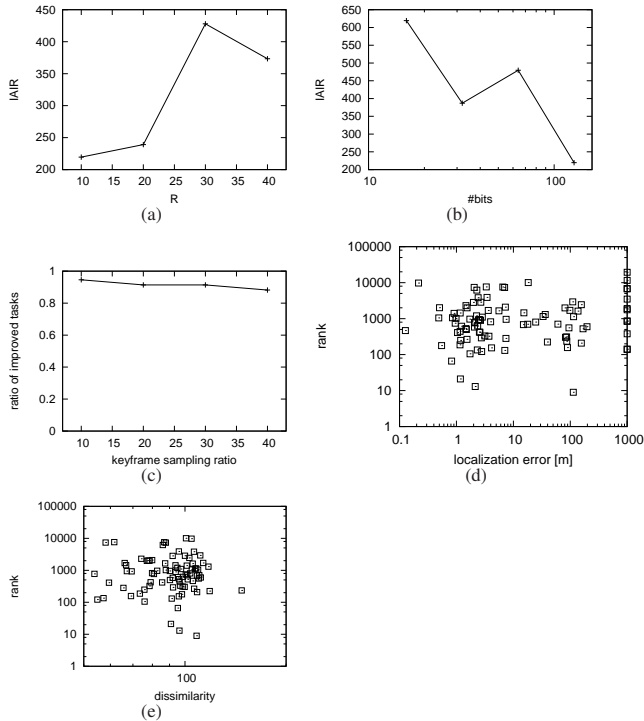 450
400
350
300
250
200
IAIR
10 15 20 25 30 35 40
R
(a)
650
600
550
500
450
400
350
300
250
200
IAIR
10 100
#bits
(b)
1
0.8
0.6
0.4
0.2
0
ratio of improved tasks
10 15 20 25 30 35 40
keyframe sampling ratio
(c)
100000
10000
1000
100
10
1
rank
0.1 1 10 100 1000
localization error [m]
(d)
100000
10000
1000
100
10
1
rank
100
dissimilarity
(e)